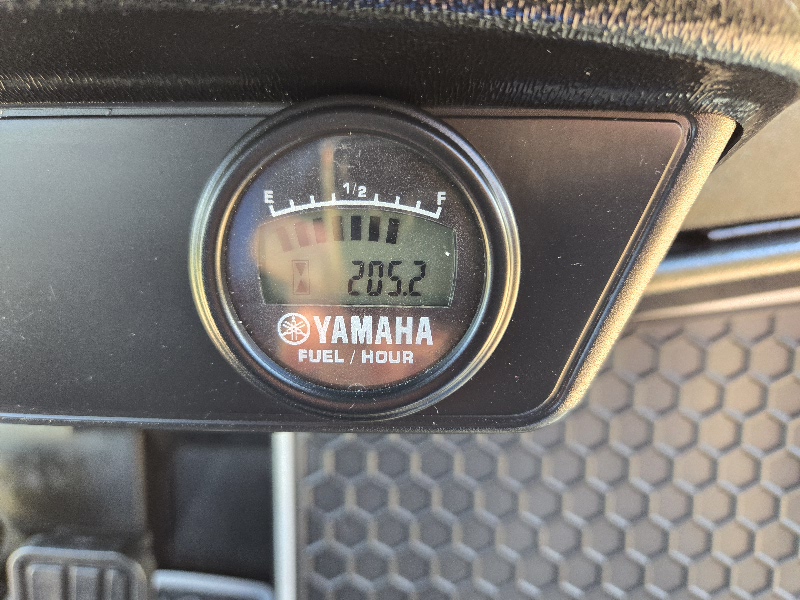 E 1/2 F
205.2
YAMAHA
FUEL / HOUR